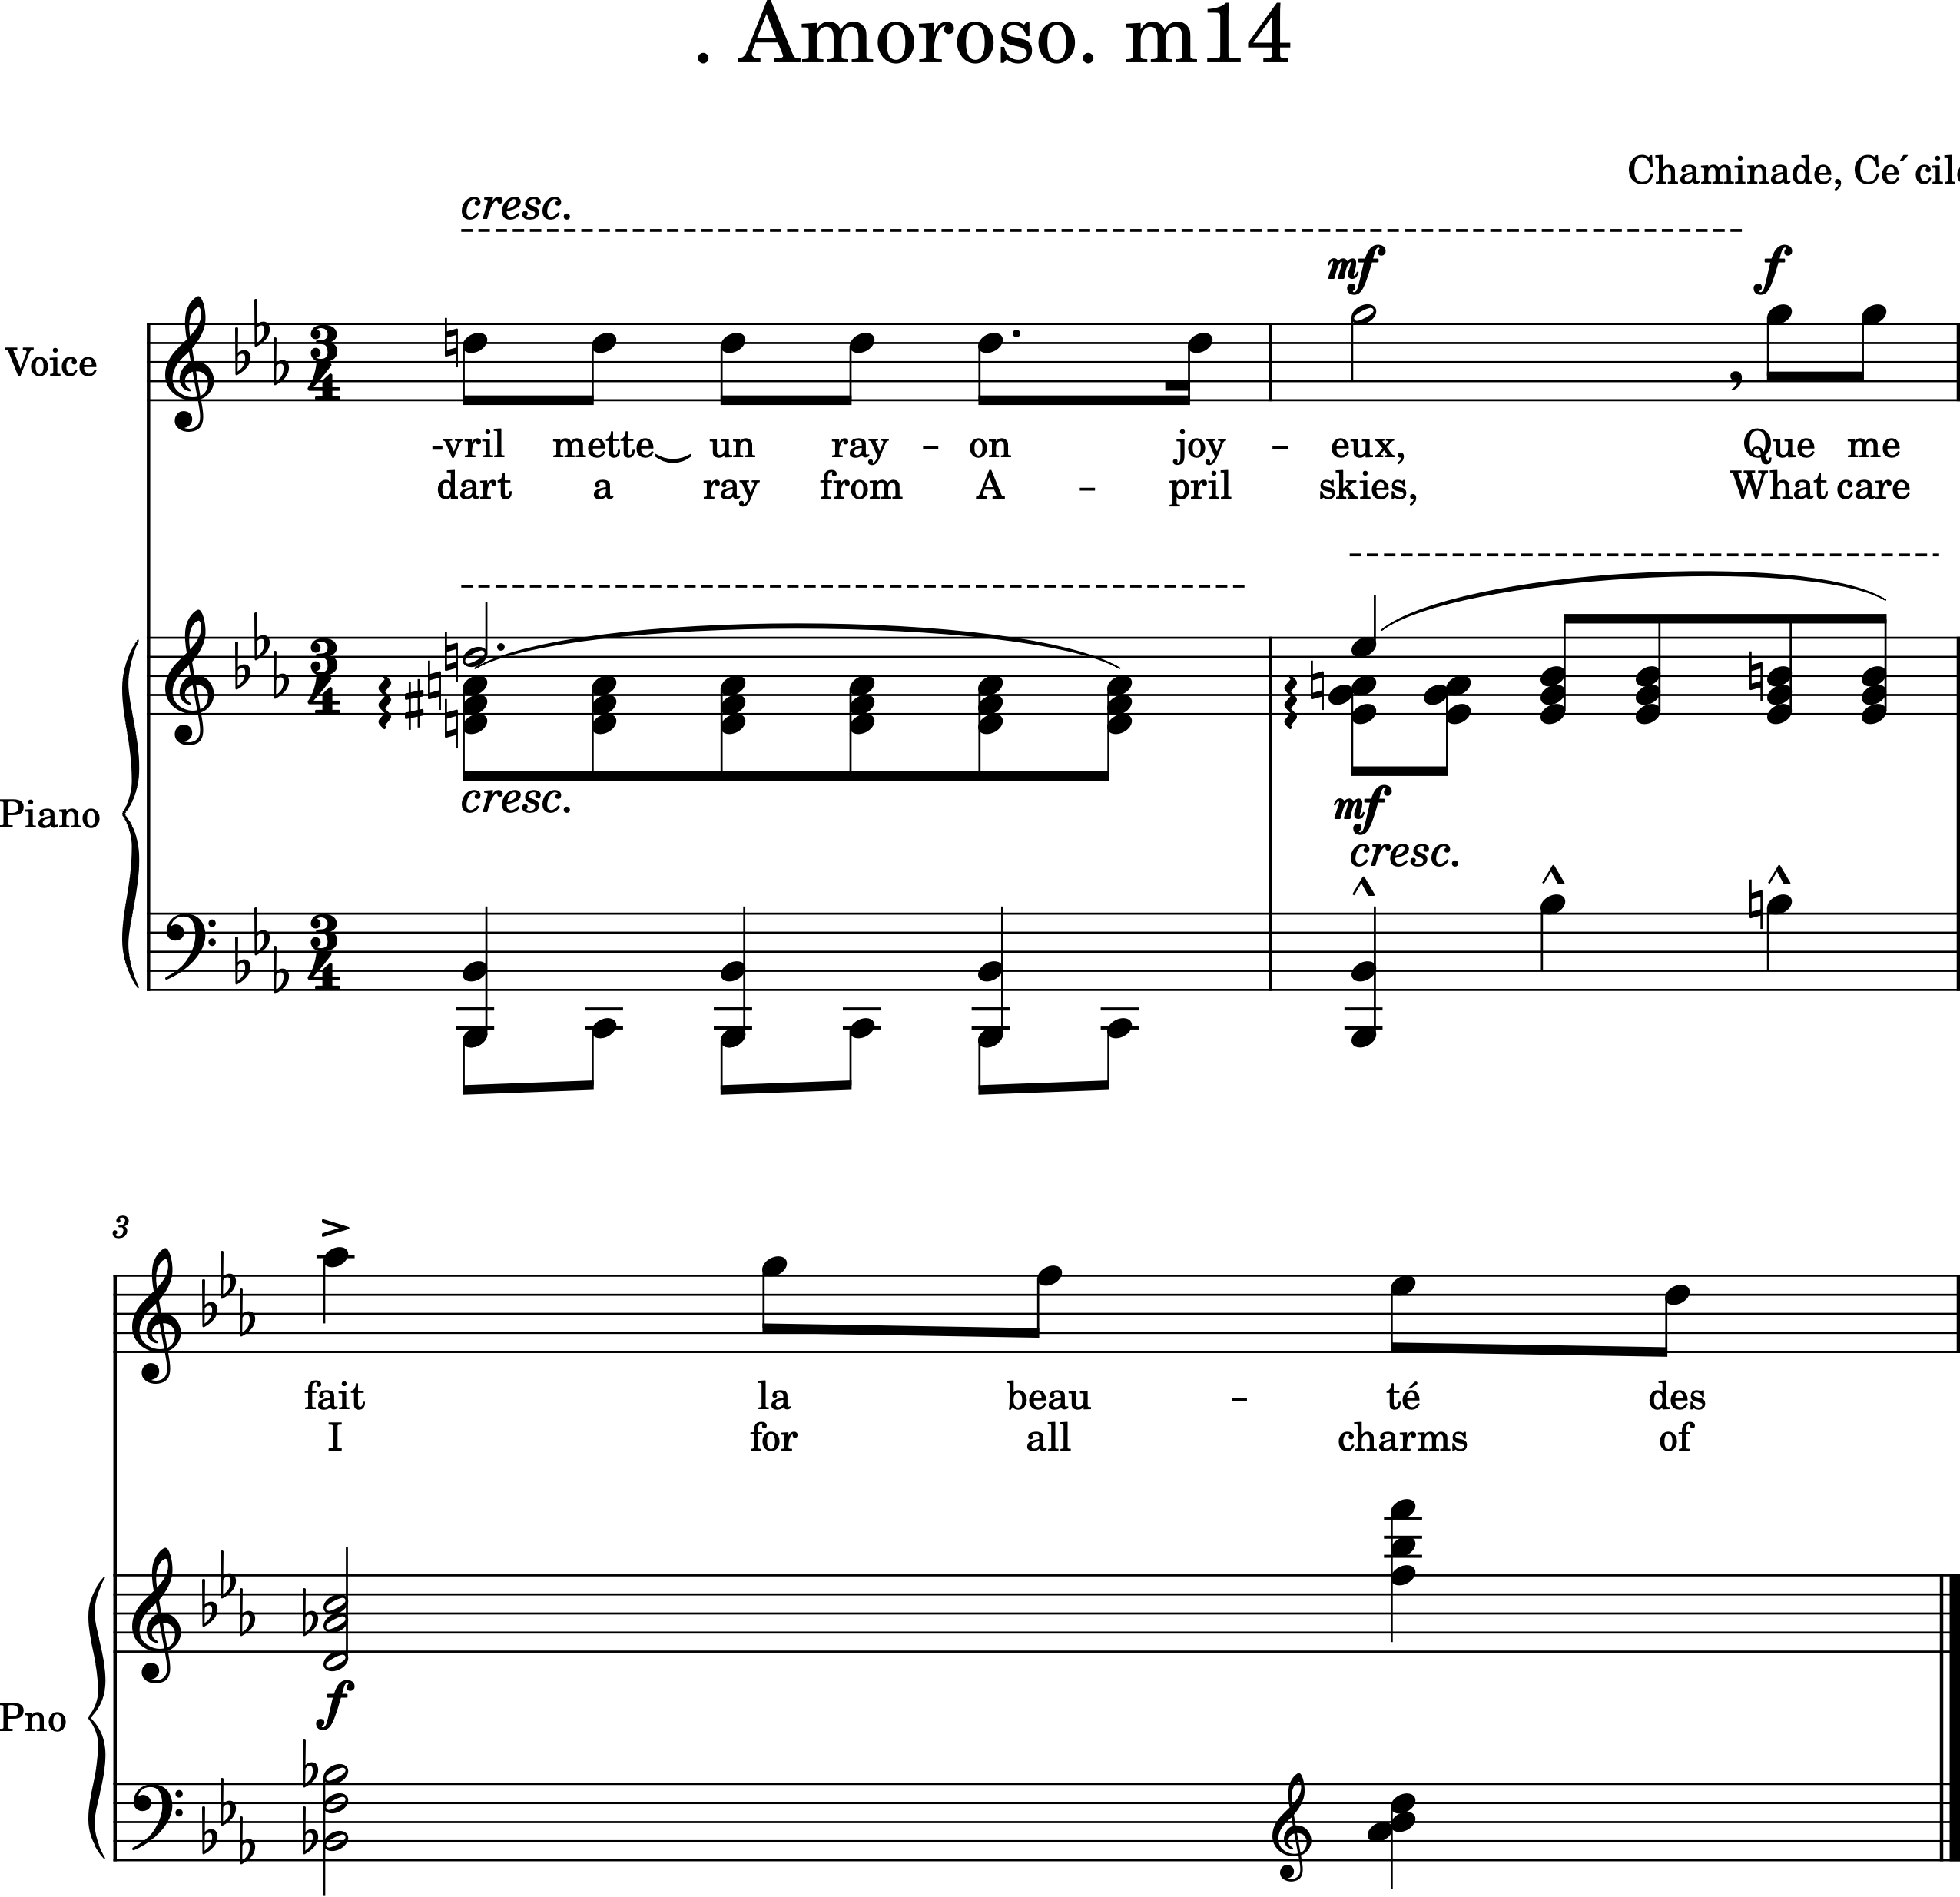 . Amoroso. m14
Chaminade, Ce´ cile
cresc.
mf f
Voice
-vril mette‿un ray - on joy - eux, Que me
dart a ray from A - pril skies, What care
Piano
cresc.
mf
cresc.
3
fait la beau - té des
I for all charms of
Pno
f